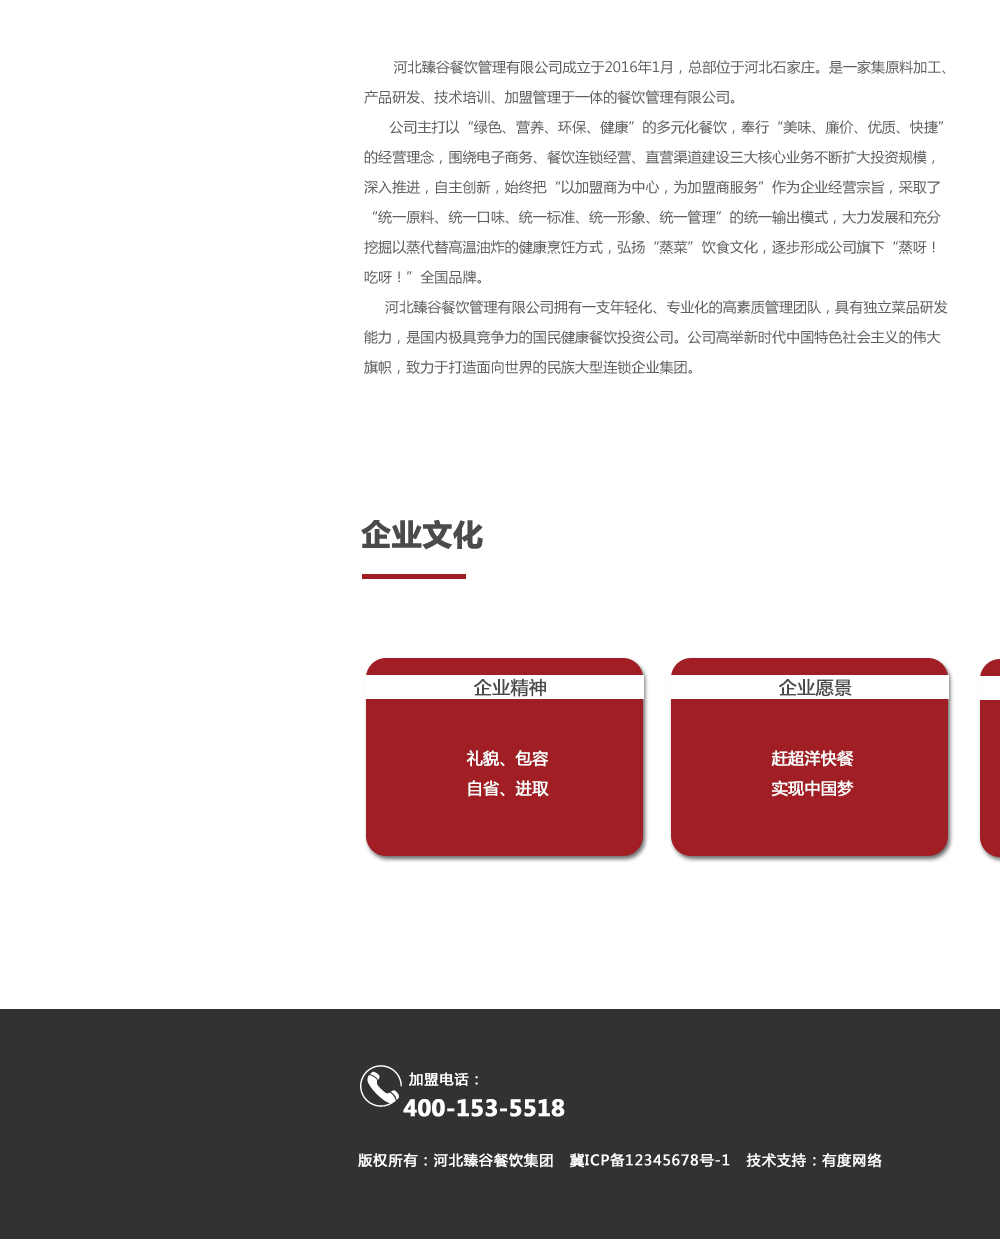 河北臻谷餐饮管理有限公司成立于2016年1月，总部位于河北石家庄。是一家集原料加工、
产品研发、技术培训、加盟管理于一体的餐饮管理有限公司。
公司主打以“绿色、营养、环保、健康”的多元化餐饮，奉行“美味、廉价、优质、快捷”
的经营理念，围绕电子商务、餐饮连锁经营、直营渠道建设三大核心业务不断扩大投资规模，
深入推进，自主创新，始终把“以加盟商为中心，为加盟商服务”作为企业经营宗旨，采取了
“统一原料、统一口味、统一标准、统一形象、统一管理”的统一输出模式，大力发展和充分
挖掘以蒸代替高温油炸的健康烹饪方式，弘扬“蒸菜”饮食文化，逐步形成公司旗下“蒸呀！
吃呀！”全国品牌。
河北臻谷餐饮管理有限公司拥有一支年轻化、专业化的高素质管理团队，具有独立菜品研发
能力，是国内极具竞争力的国民健康餐饮投资公司。公司高举新时代中国特色社会主义的伟大
旗帜，致力于打造面向世界的民族大型连锁企业集团。
企业文化
企业精神
礼貌、包容
自省、进取
企业愿景
赶超洋快餐
实现中国梦
加盟电话：
400-153-5518
版权所有：河北臻谷餐饮集团 冀ICP备12345678号-1 技术支持：有度网络